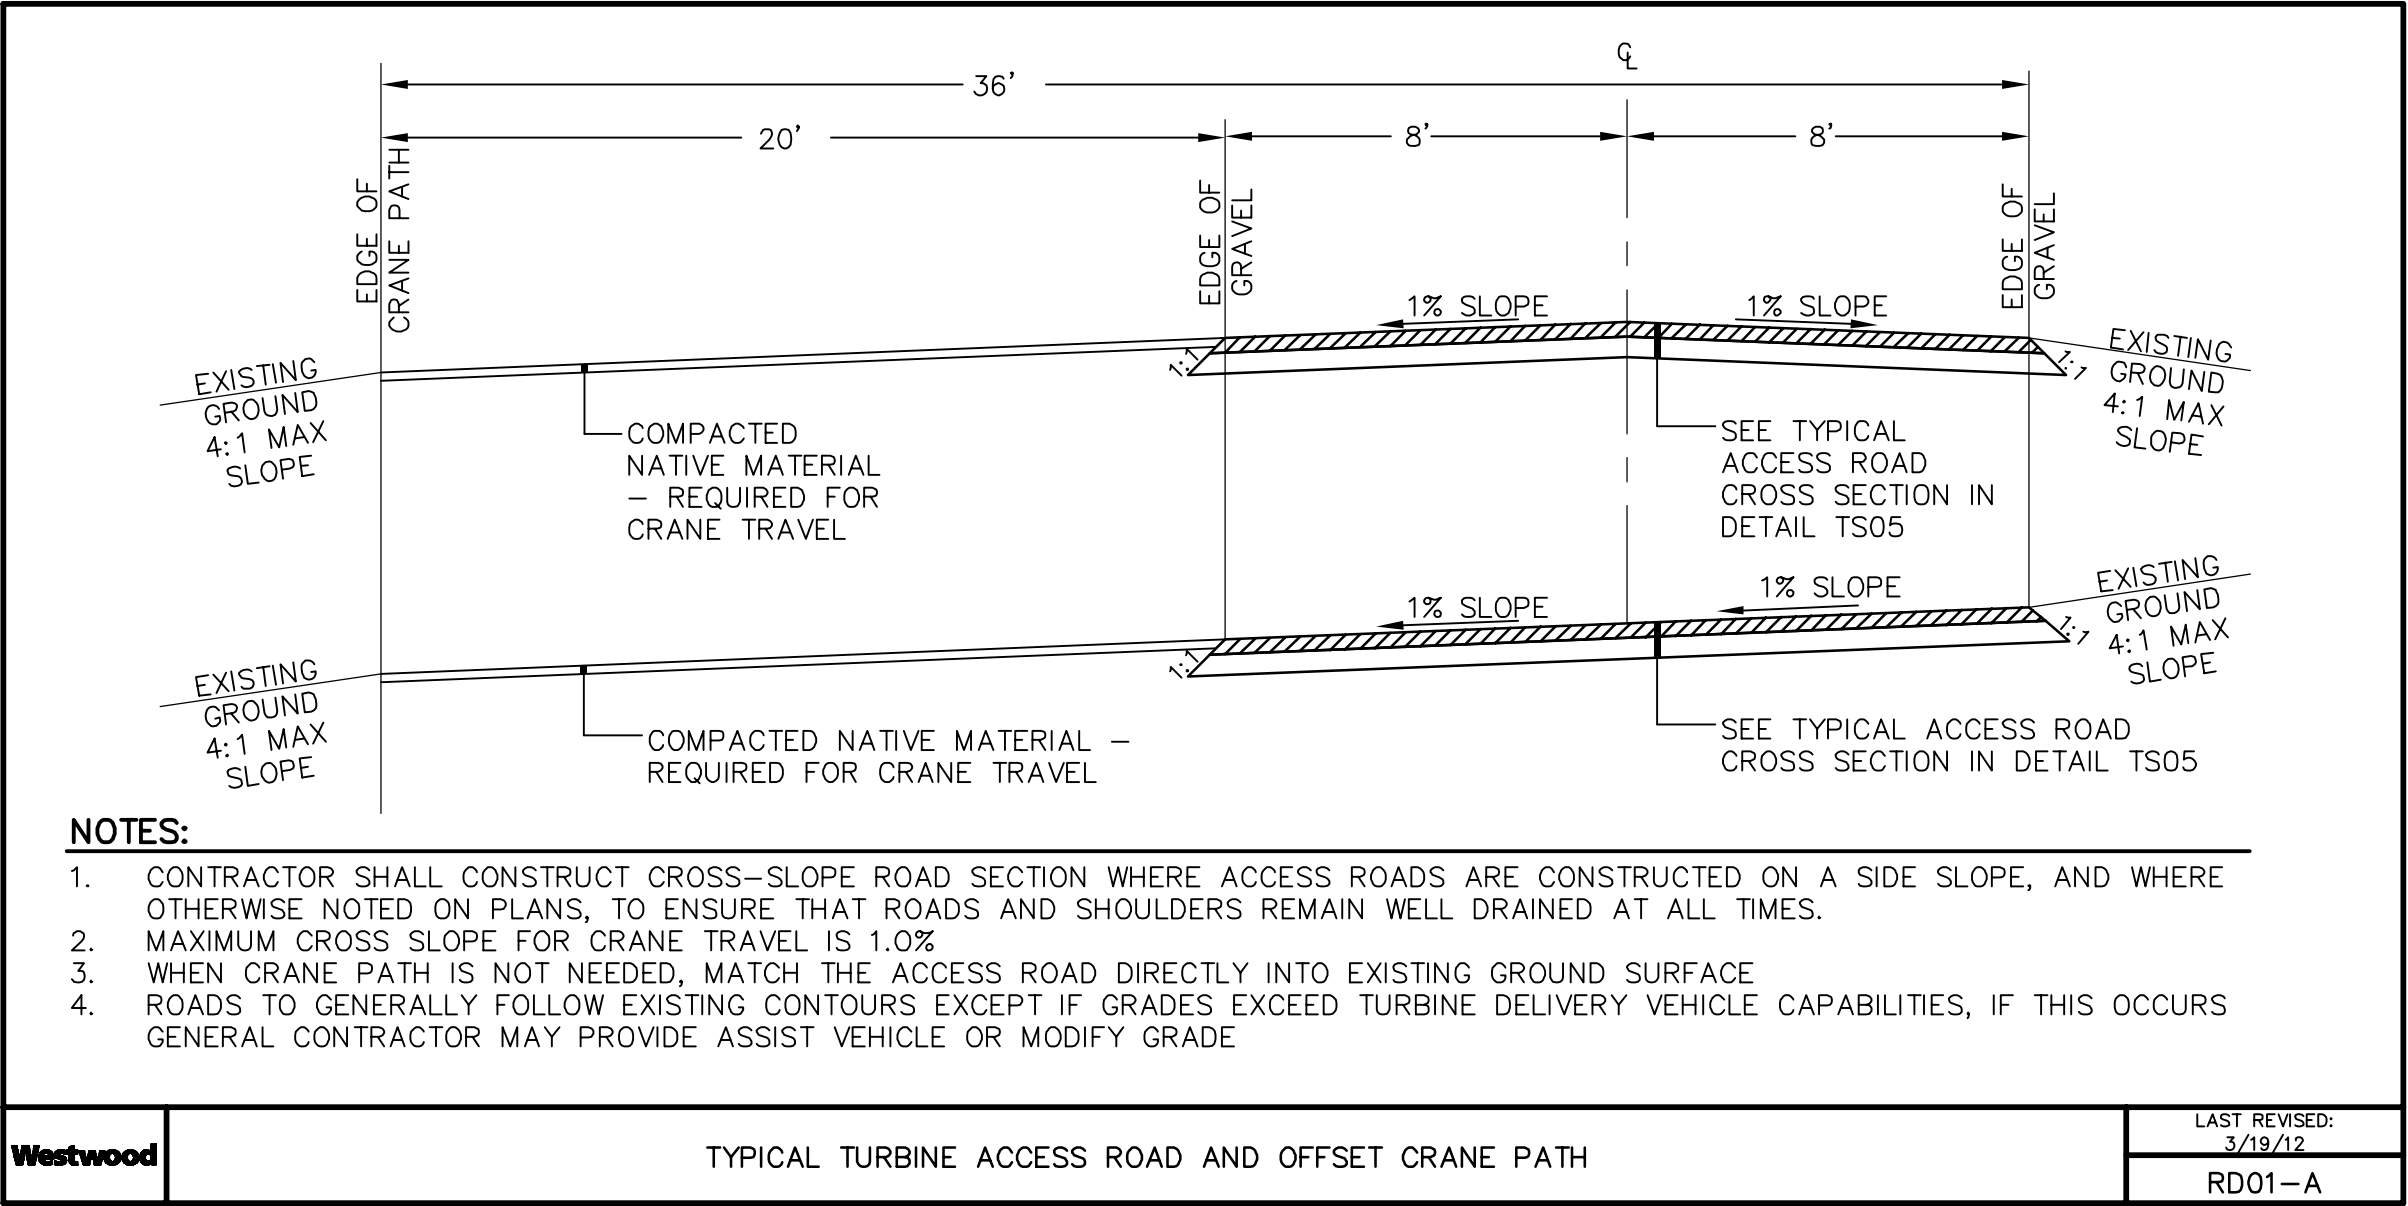 ℄
36'
20'
8'
8'
EDGE OF
CRANE PATH
EDGE OF
GRAVEL
EDGE OF
GRAVEL
1% SLOPE
1% SLOPE
EXISTING
GROUND
4:1 MAX
SLOPE
1:1
1:1
EXISTING
GROUND
4:1 MAX
SLOPE
COMPACTED
NATIVE MATERIAL
– REQUIRED FOR
CRANE TRAVEL
SEE TYPICAL
ACCESS ROAD
CROSS SECTION IN
DETAIL TS05
1% SLOPE
1% SLOPE
EXISTING
GROUND
4:1 MAX
SLOPE
1:1
1:1
EXISTING
GROUND
4:1 MAX
SLOPE
COMPACTED NATIVE MATERIAL –
REQUIRED FOR CRANE TRAVEL
SEE TYPICAL ACCESS ROAD
CROSS SECTION IN DETAIL TS05
NOTES:
1. CONTRACTOR SHALL CONSTRUCT CROSS–SLOPE ROAD SECTION WHERE ACCESS ROADS ARE CONSTRUCTED ON A SIDE SLOPE, AND WHERE
OTHERWISE NOTED ON PLANS, TO ENSURE THAT ROADS AND SHOULDERS REMAIN WELL DRAINED AT ALL TIMES.
2. MAXIMUM CROSS SLOPE FOR CRANE TRAVEL IS 1.0%
3. WHEN CRANE PATH IS NOT NEEDED, MATCH THE ACCESS ROAD DIRECTLY INTO EXISTING GROUND SURFACE
4. ROADS TO GENERALLY FOLLOW EXISTING CONTOURS EXCEPT IF GRADES EXCEED TURBINE DELIVERY VEHICLE CAPABILITIES, IF THIS OCCURS
GENERAL CONTRACTOR MAY PROVIDE ASSIST VEHICLE OR MODIFY GRADE
Westwood
TYPICAL TURBINE ACCESS ROAD AND OFFSET CRANE PATH
LAST REVISED:
3/19/12
RD01–A